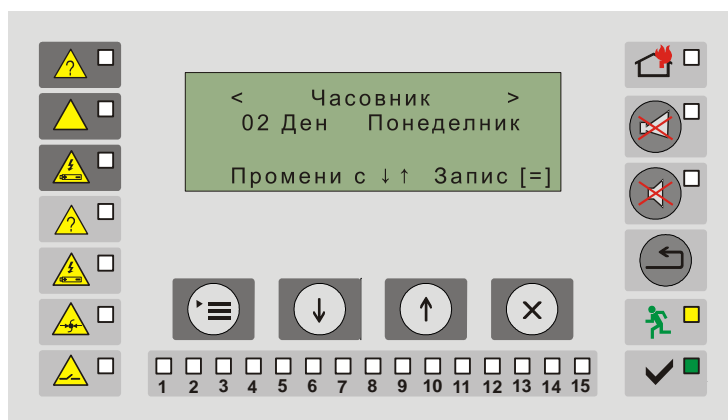 < Часовник >
02 Ден Понеделник
Промени с ↓ ↑ Запис [=]
1 2 3 4 5 6 7 8 9 10 11 12 13 14 15